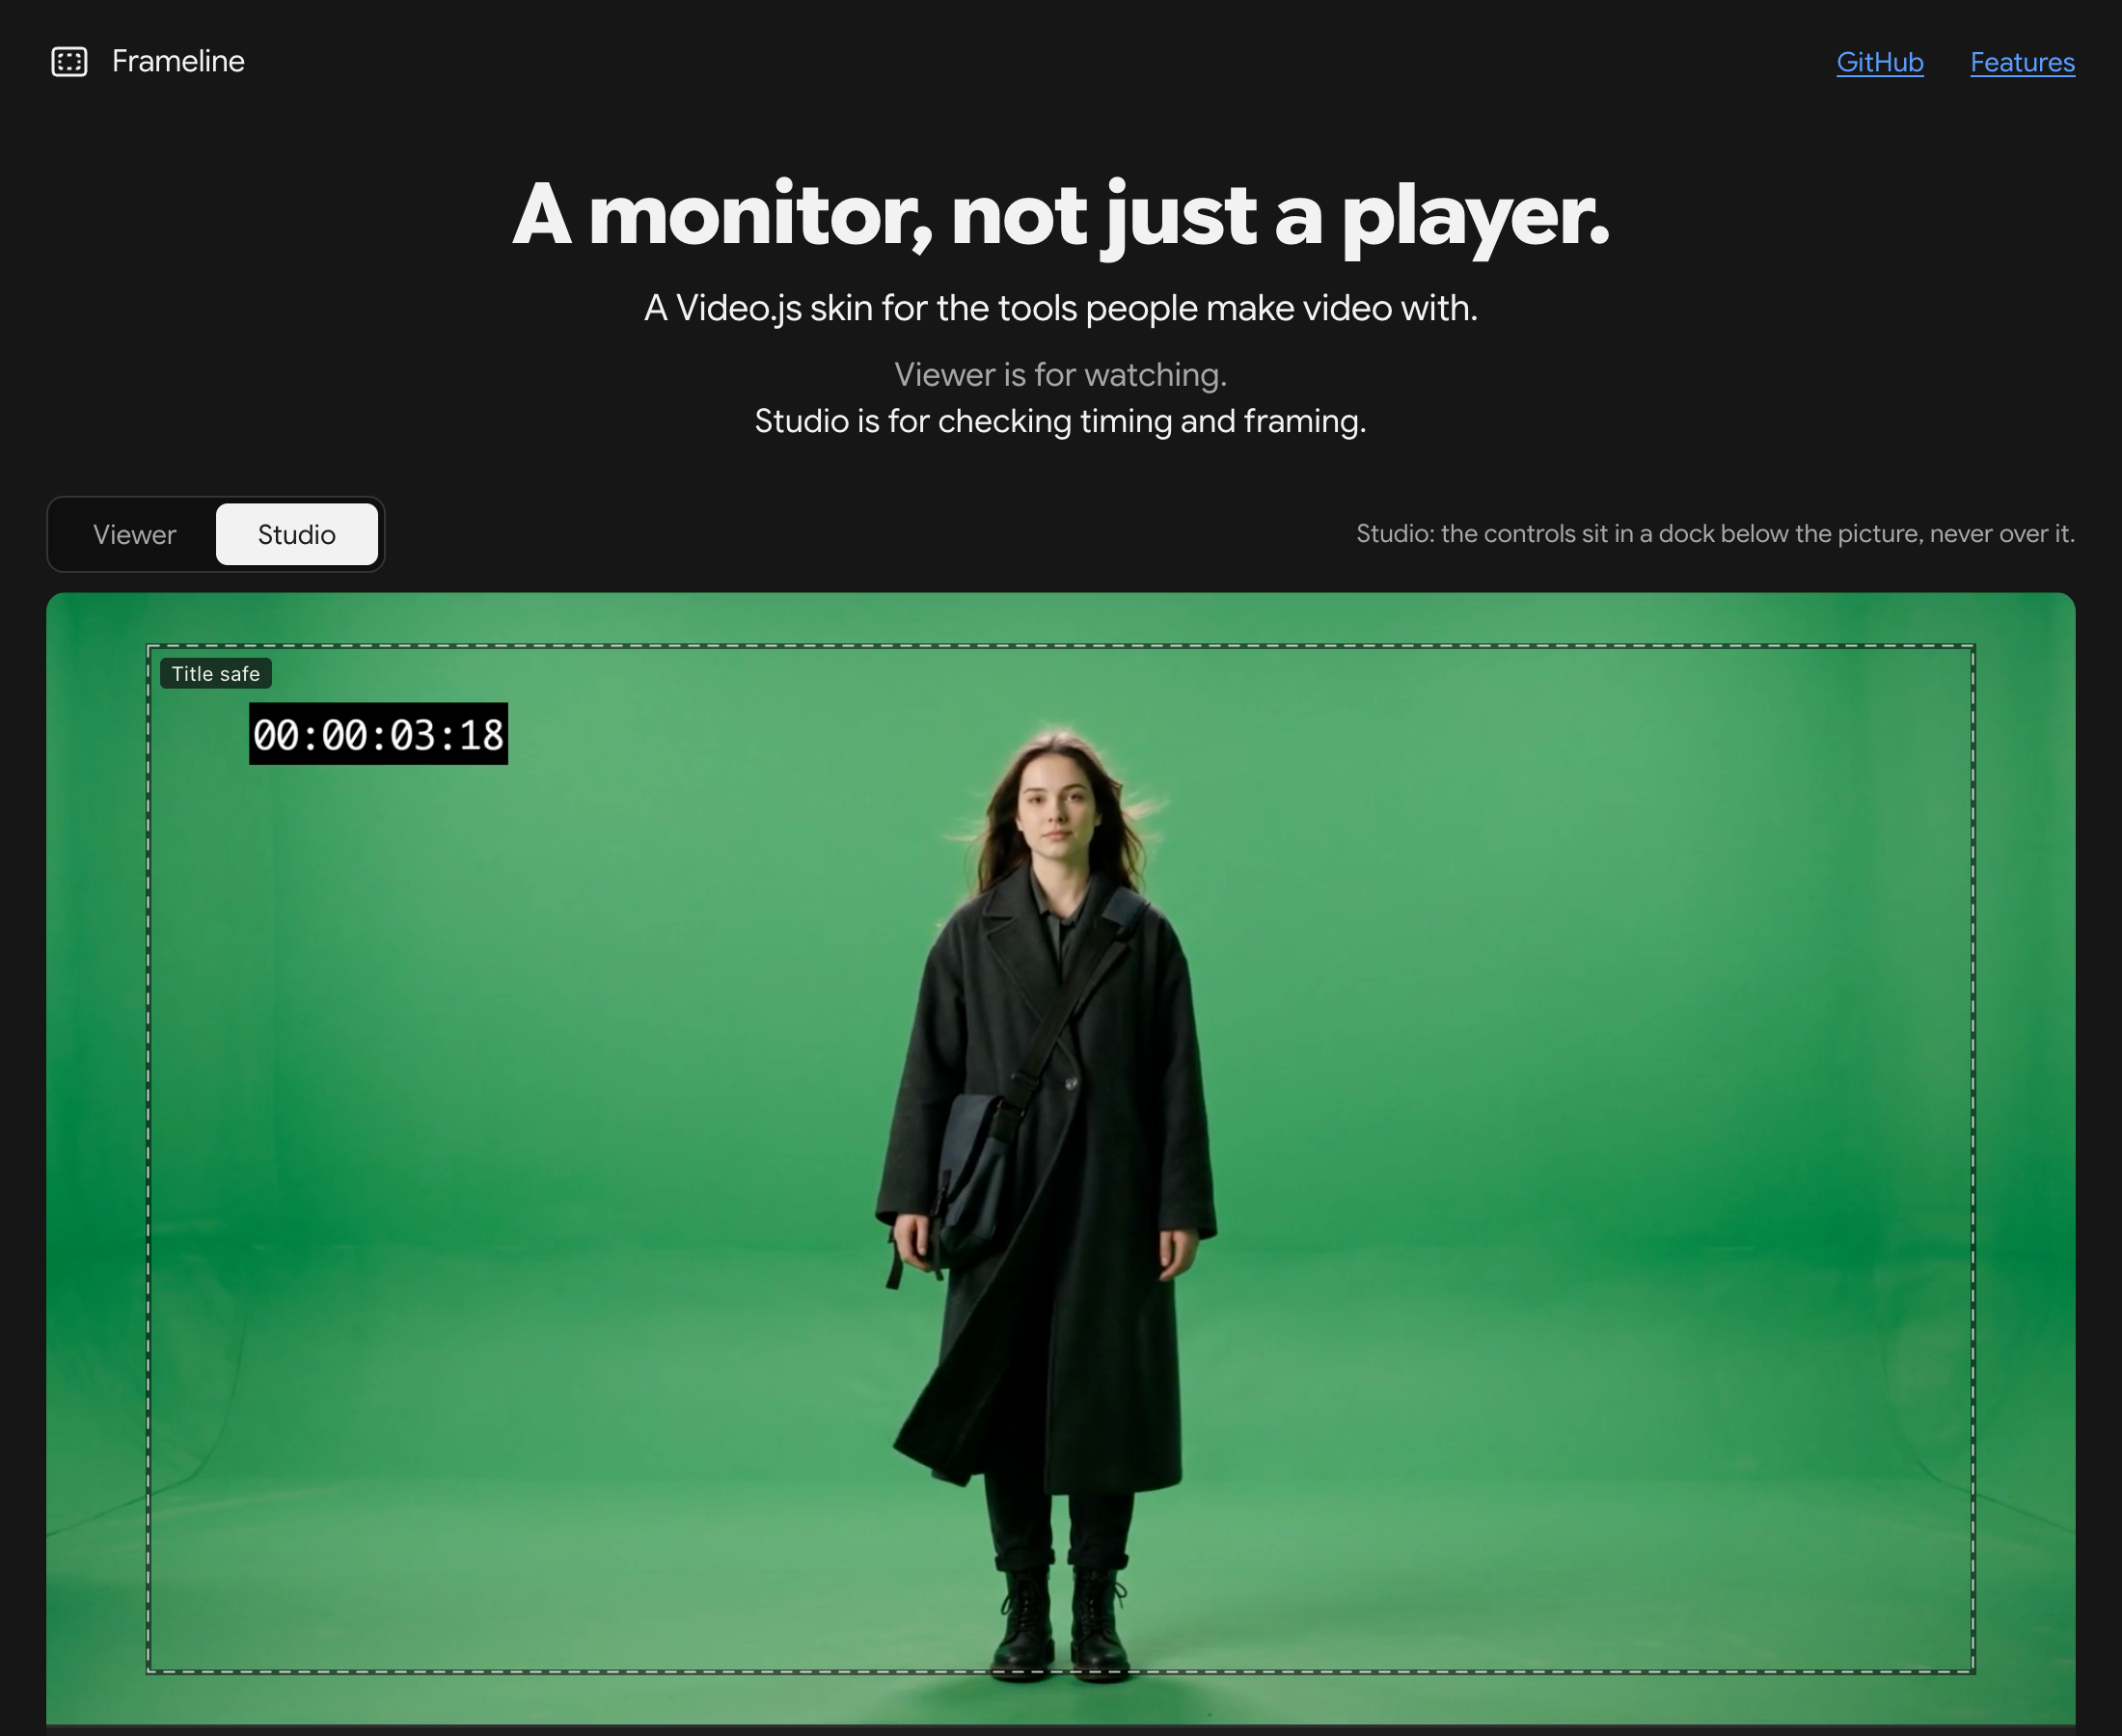 Frameline
GitHub
Features
A monitor, not just a player.
A Video.js skin for the tools people make video with.
Viewer is for watching.
Studio is for checking timing and framing.
Viewer
Studio
Studio: the controls sit in a dock below the picture, never over it.
Title safe
00:00:03:18